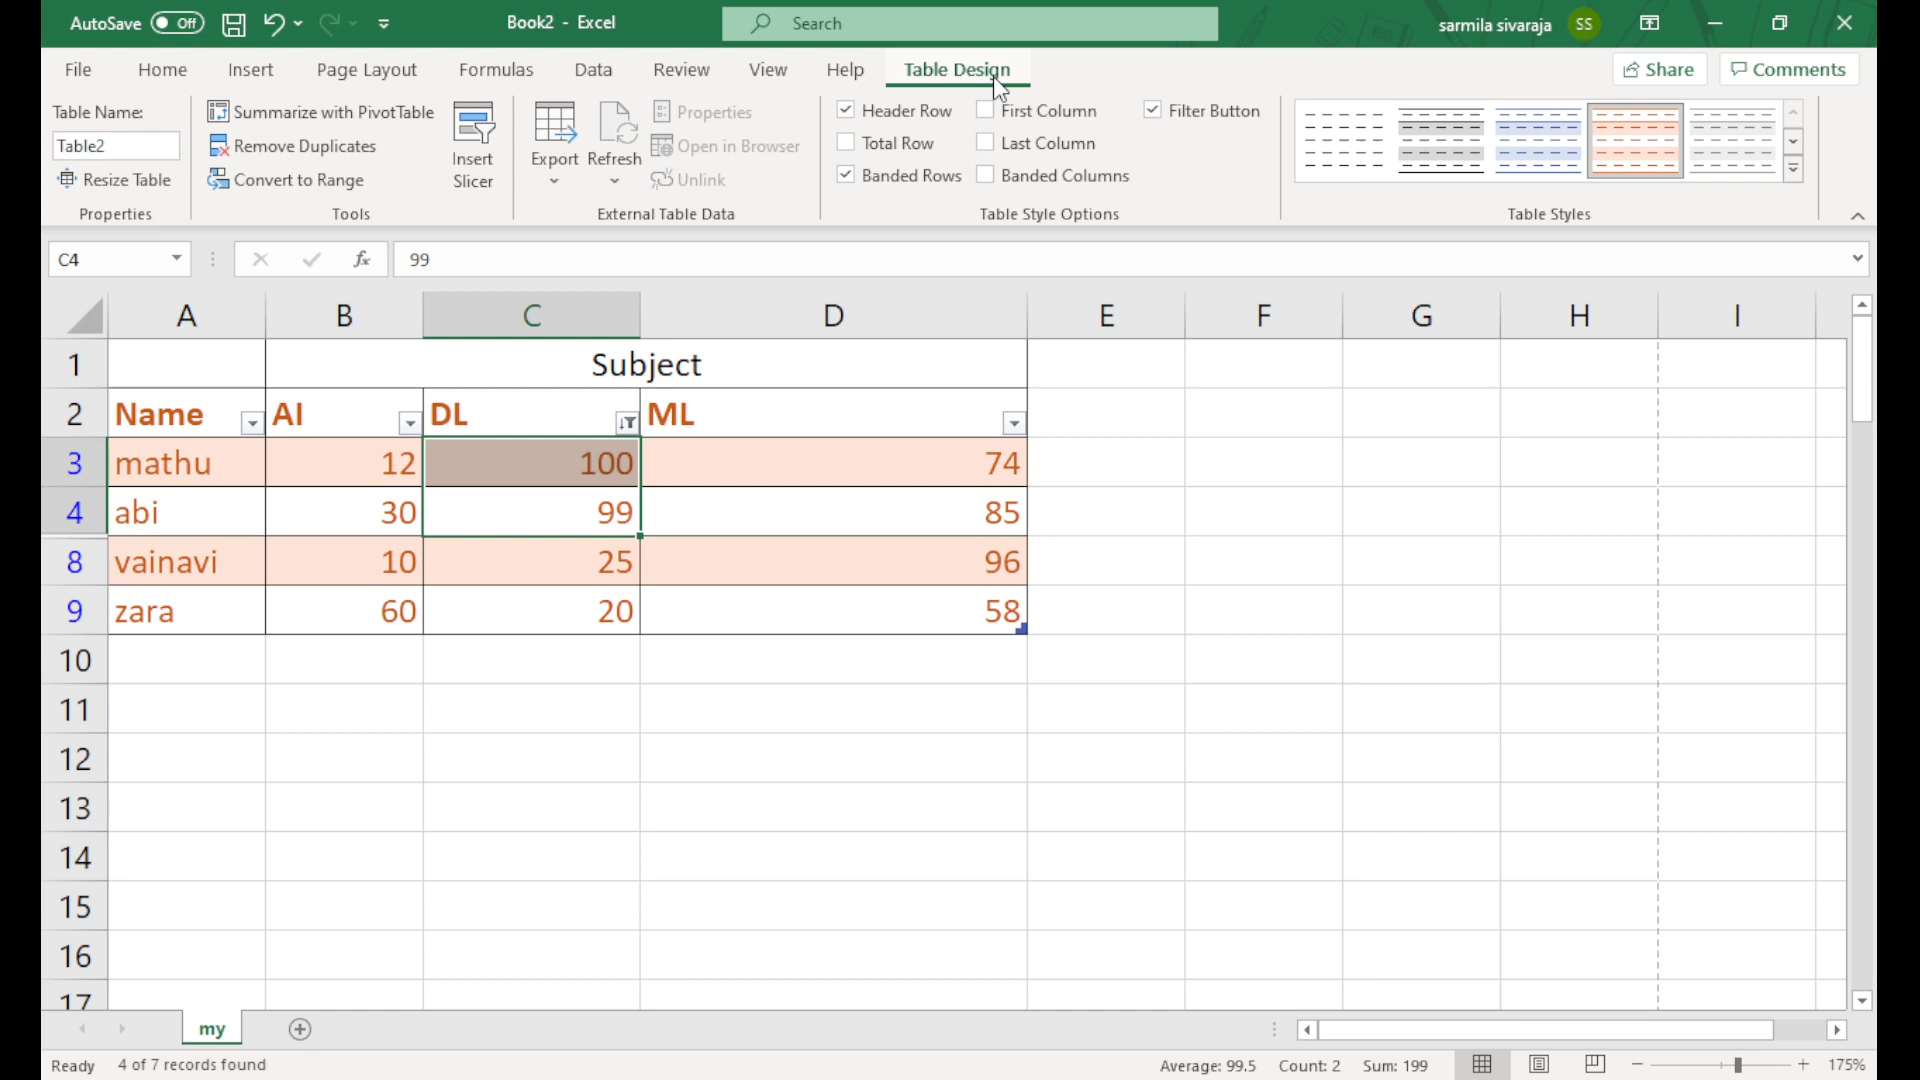 AutoSave Off Book2 - Excel Search sarmila sivaraja SS
File Home Insert Page Layout Formulas Data Review View Help Table Design Share Comments
Table Name:
Table2
Resize Table
Properties
Summarize with PivotTable
Remove Duplicates
Convert to Range
Tools
Insert
Slicer
Export
Refresh
Properties
Open in Browser
Unlink
External Table Data
Header Row First Column Filter Button
Total Row Last Column
Banded Rows Banded Columns
Table Style Options
Table Styles
C4 fx 99
A B C D E F G H I
1 Subject
2 Name AI DL ML
3 mathu 12 100 74
4 abi 30 99 85
8 vainavi 10 25 96
9 zara 60 20 58
10
11
12
13
14
15
16
17
my
Ready 4 of 7 records found Average: 99.5 Count: 2 Sum: 199 175%